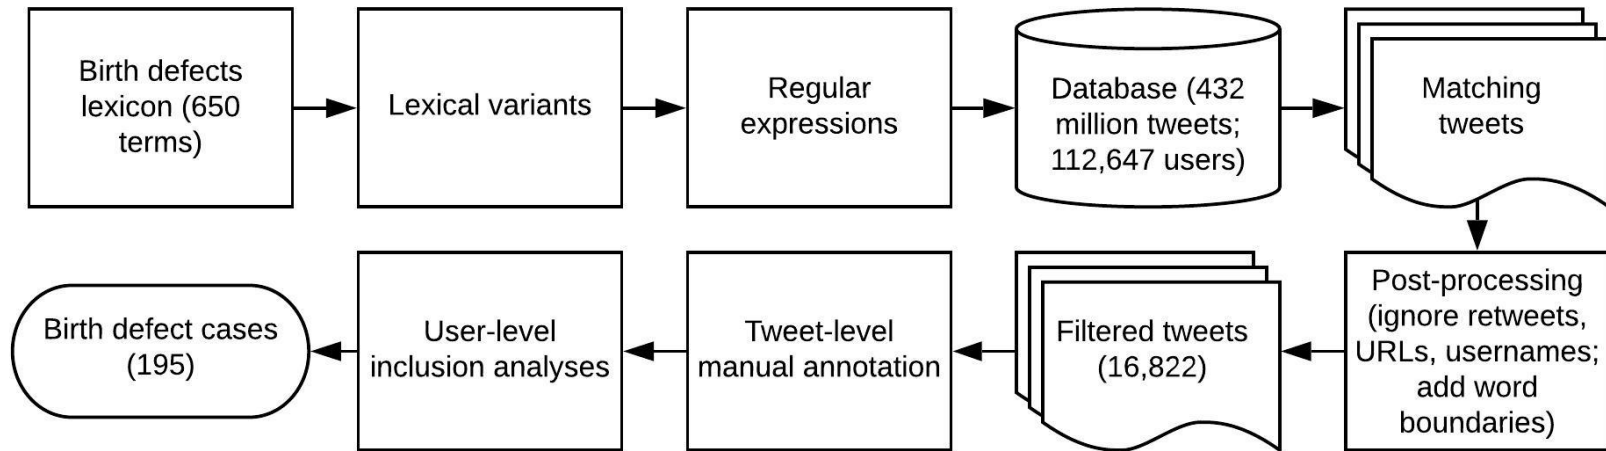 Birth defects
lexicon (650
terms)
Lexical variants
Regular
expressions
Database (432
million tweets;
112,647 users)
Matching
tweets
Post-processing
(ignore retweets,
URLs, usernames;
add word
boundaries)
Filtered tweets
(16,822)
Tweet-level
manual annotation
User-level
inclusion analyses
Birth defect cases
(195)